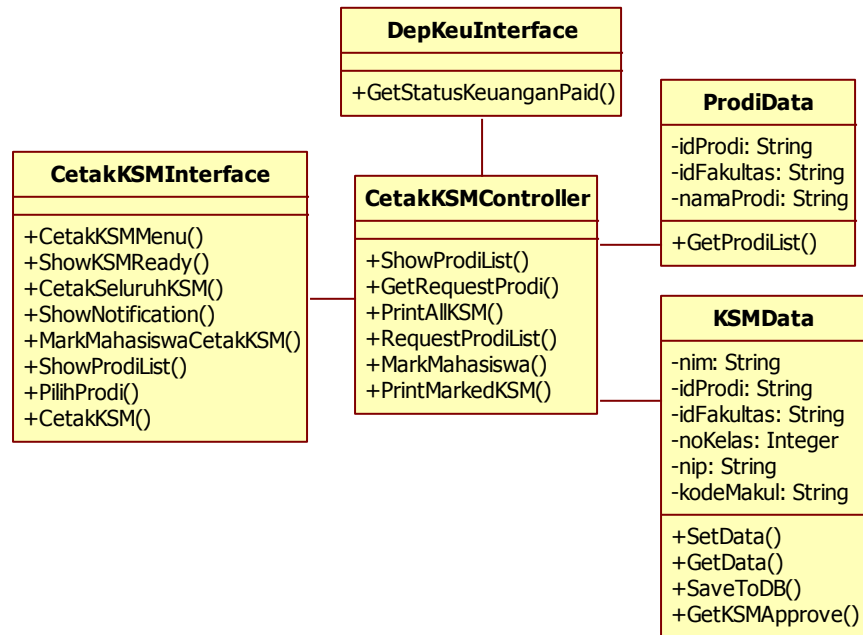 DepKeuInterface
+GetStatusKeuanganPaid()
ProdiData
-idProdi: String
-idFakultas: String
-namaProdi: String
+GetProdiList()
CetakKSMInterface
+CetakKSMMenu()
+ShowKSMReady()
+CetakSeluruhKSM()
+ShowNotification()
+MarkMahasiswaCetakKSM()
+ShowProdiList()
+PilihProdi()
+CetakKSM()
CetakKSMController
+ShowProdiList()
+GetRequestProdi()
+PrintAllKSM()
+RequestProdiList()
+MarkMahasiswa()
+PrintMarkedKSM()
KSMData
-nim: String
-idProdi: String
-idFakultas: String
-noKelas: Integer
-nip: String
-kodeMakul: String
+SetData()
+GetData()
+SaveToDB()
+GetKSMApprove()